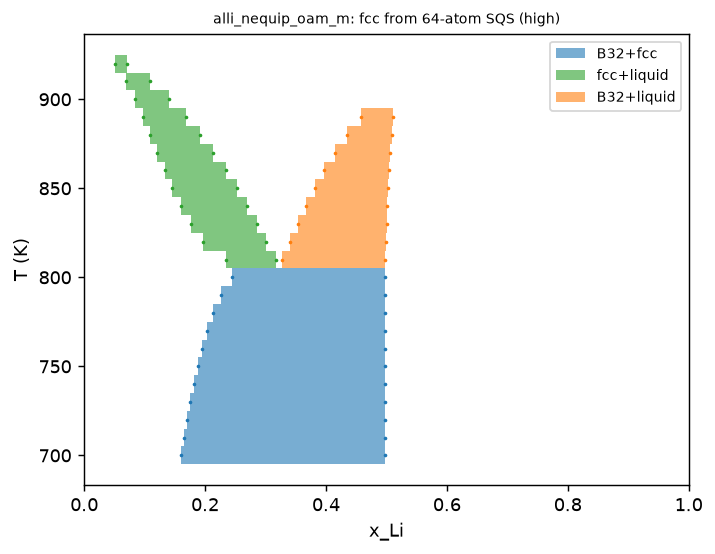 alli_nequip_oam_m: fcc from 64-atom SQS (high)
B32+fcc
fcc+liquid
B32+liquid
T (K)
900
850
800
750
700
0.0 0.2 0.4 0.6 0.8 1.0
x_Li